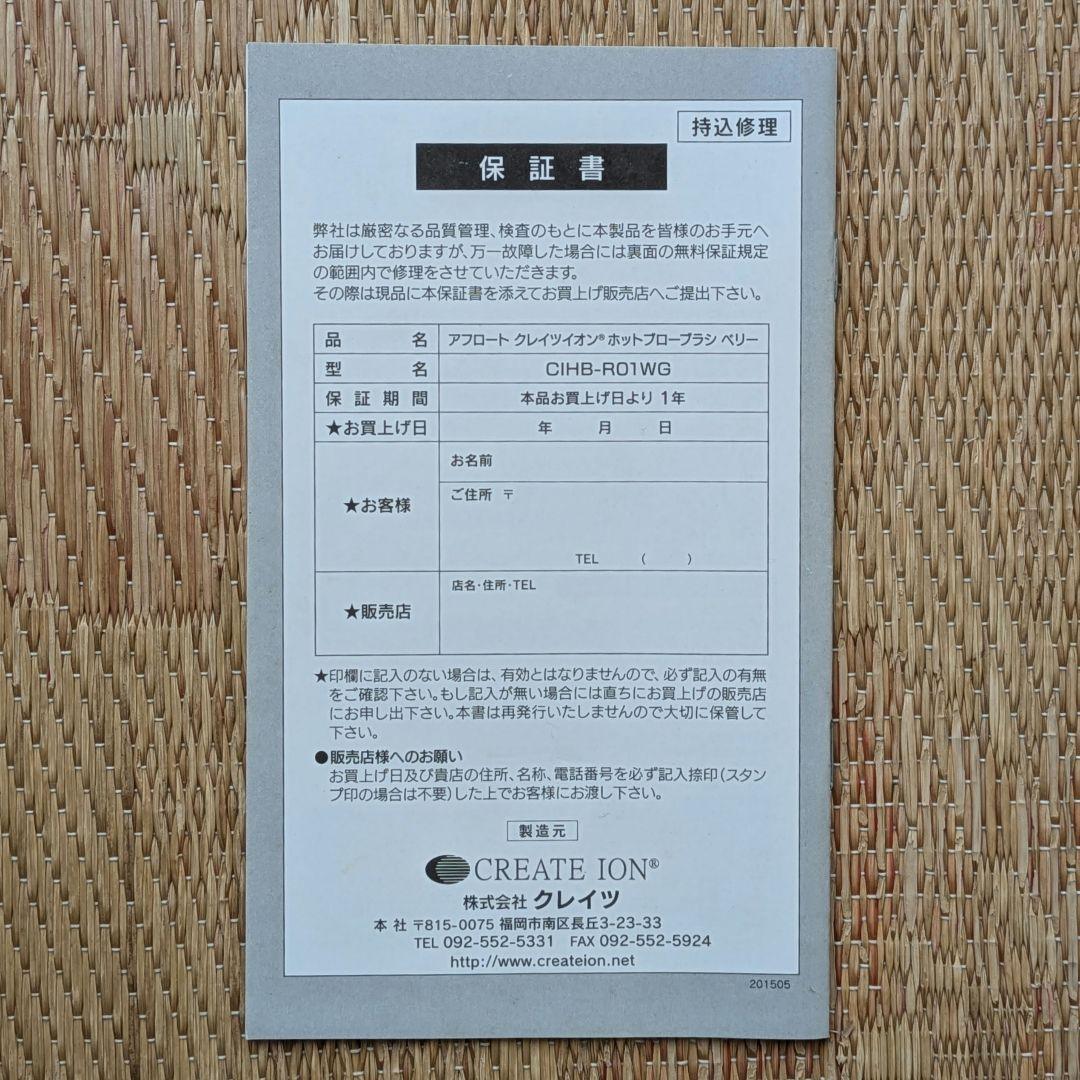 持込修理
保証書
弊社は厳密なる品質管理、検査のもとに本製品を皆様のお手元へ
お届けしておりますが、万一故障した場合には裏面の無料保証規定
の範囲内で修理をさせていただきます。
その際は現品に本保証書を添えてお買上げ販売店へご提出下さい。
品名 アフロート クレイツイオン®ホットブローブラシ ベリー
型名 CIHB-R01WG
保証期間 本品お買上げ日より 1年
★お買上げ日 年 月 日
★お客様
お名前
ご住所 〒
TEL ( )
★販売店
店名・住所・TEL
★印欄に記入のない場合は、有効とはなりませんので、必ず記入の有無
をご確認下さい。もし記入が無い場合には直ちにお買上げの販売店
にお申し出下さい。本書は再発行いたしませんので大切に保管して
下さい。
●販売店様へのお願い
お買上げ日及び貴店の住所、名称、電話番号を必ず記入捺印(スタン
プ印の場合は不要)した上でお客様にお渡し下さい。
製造元
CREATE ION®
株式会社 クレイツ
本社 〒815-0075 福岡市南区長丘3-23-33
TEL 092-552-5331 FAX 092-552-5924
http://www.createion.net
201505